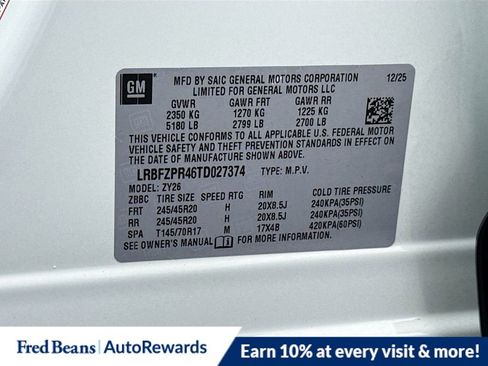 GM
MFD BY SAIC GENERAL MOTORS CORPORATION 12/25
LIMITED FOR GENERAL MOTORS LLC
GVWR GAWR FRT GAWR RR
2350 KG 1270 KG 1225 KG
5180 LB 2799 LB 2700 LB
THIS VEHICLE CONFORMS TO ALL APPLICABLE U.S. FEDERAL MOTOR
VEHICLE SAFETY AND THEFT PREVENTION STANDARDS IN EFFECT ON
THE DATE OF MANUFACTURE SHOWN ABOVE.
LRBFZPR46TD027374 TYPE: M.P.V.
MODEL: ZY26
ZBBC TIRE SIZE SPEED RTG RIM COLD TIRE PRESSURE
FRT 245/45R20 H 20X8.5J 240KPA(35PSI)
RR 245/45R20 H 20X8.5J 240KPA(35PSI)
SPA T145/70R17 M 17X4B 420KPA(60PSI)
SEE OWNER'S MANUAL FOR MORE INFORMATION.
Fred Beans AutoRewards Earn 10% at every visit & more!